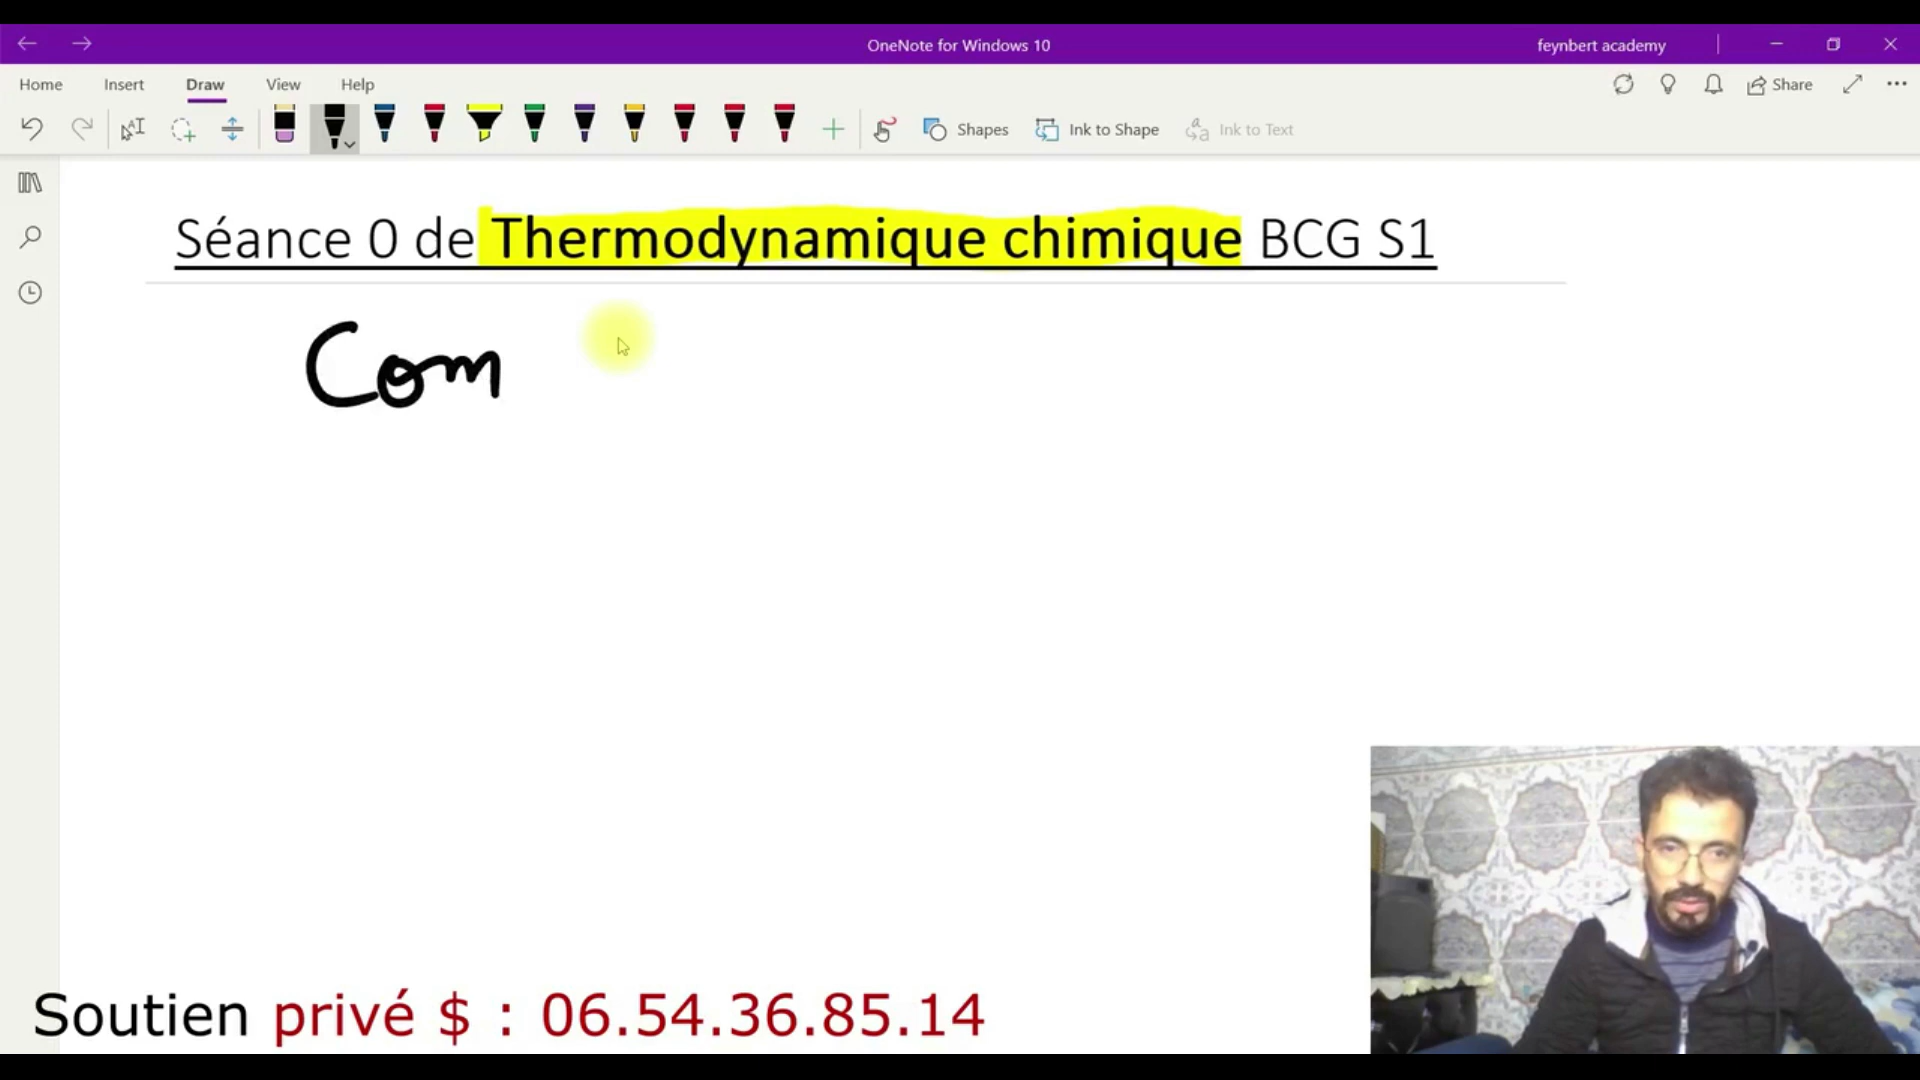 OneNote for Windows 10
feynbert academy
Home Insert Draw View Help
Share
Shapes Ink to Shape Ink to Text
Séance 0 de Thermodynamique chimique BCG S1
Com
Soutien privé $ : 06.54.36.85.14